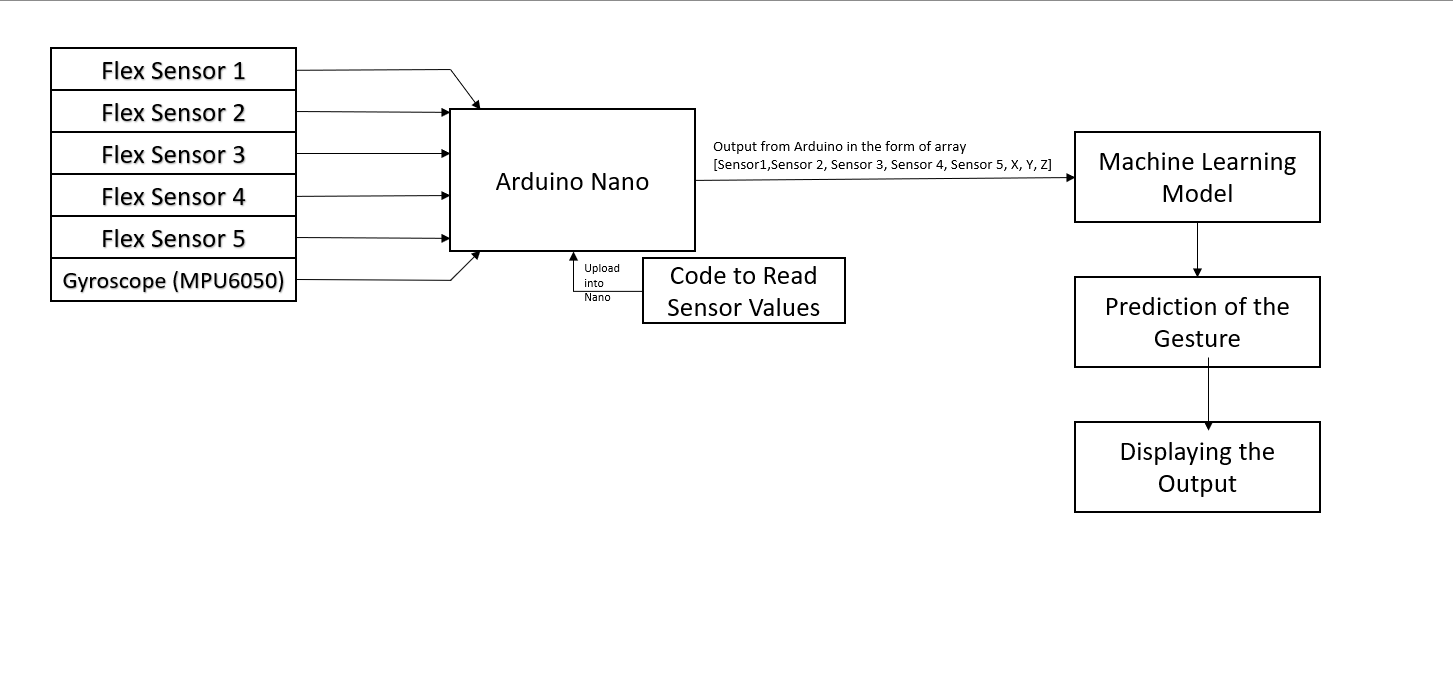 Flex Sensor 1
Flex Sensor 2
Flex Sensor 3
Flex Sensor 4
Flex Sensor 5
Gyroscope (MPU6050)
Arduino Nano
Upload
into
Nano
Code to Read
Sensor Values
Output from Arduino in the form of array
[Sensor1,Sensor 2, Sensor 3, Sensor 4, Sensor 5, X, Y, Z]
Machine Learning
Model
Prediction of the
Gesture
Displaying the
Output